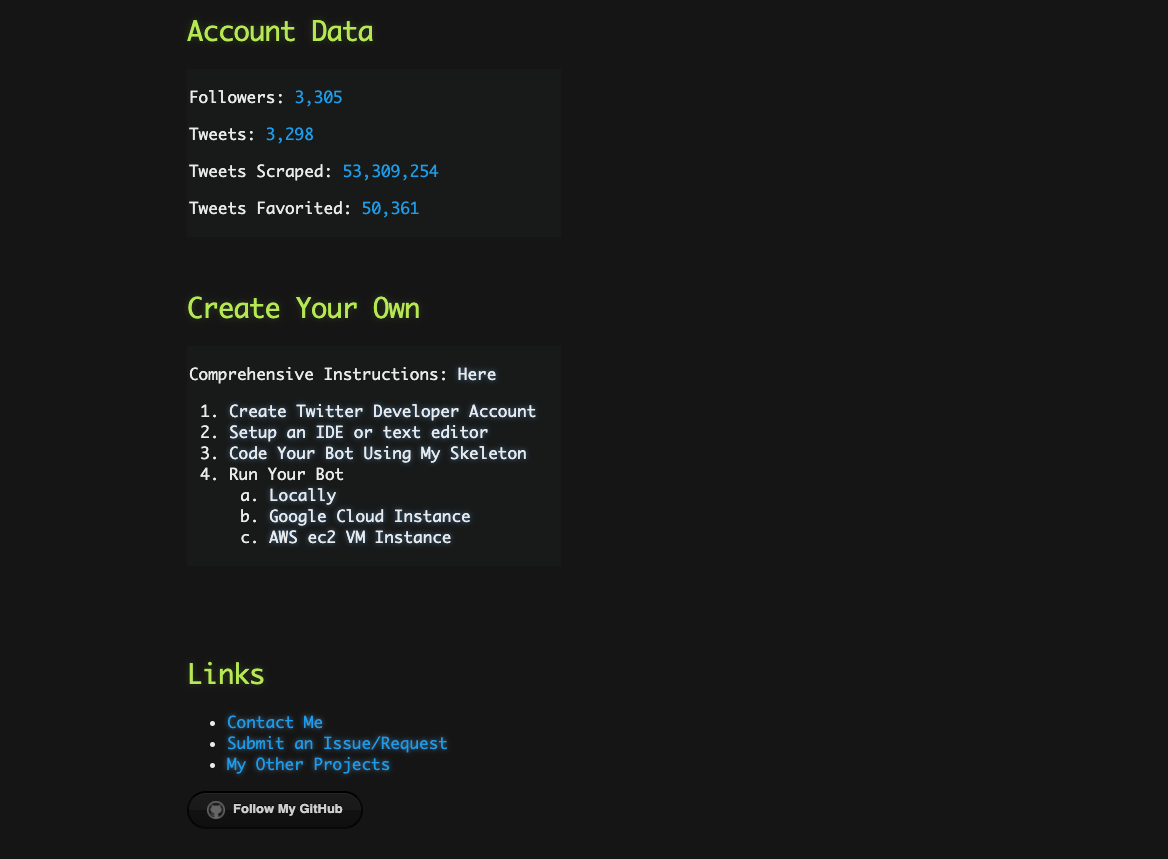 Account Data
Followers: 3,305
Tweets: 3,298
Tweets Scraped: 53,309,254
Tweets Favorited: 50,361
Create Your Own
Comprehensive Instructions: Here
1. Create Twitter Developer Account
2. Setup an IDE or text editor
3. Code Your Bot Using My Skeleton
4. Run Your Bot
a. Locally
b. Google Cloud Instance
c. AWS ec2 VM Instance
Links
• Contact Me
• Submit an Issue/Request
• My Other Projects
Follow My GitHub